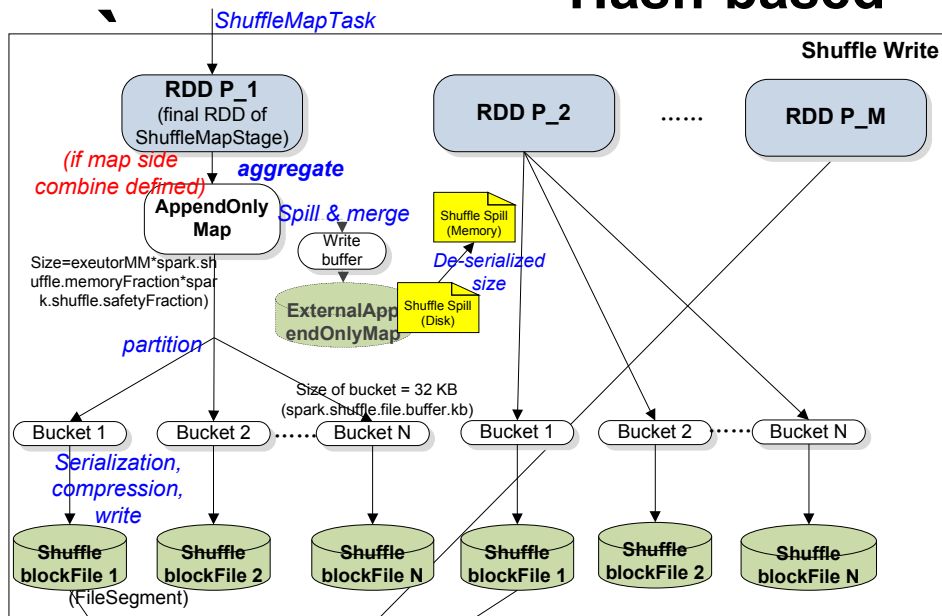 Hash based
ShuffleMapTask
Shuffle Write
RDD P_1
(final RDD of
ShuffleMapStage)
RDD P_2
......
RDD P_M
(if map side
combine defined)
aggregate
AppendOnly
Map
Spill & merge
Write
buffer
Shuffle Spill
(Memory)
De-serialized
size
Size=exeutorMM*spark.sh
uffle.memoryFraction*spar
k.shuffle.safetyFraction)
ExternalApp
endOnlyMap
Shuffle Spill
(Disk)
partition
Size of bucket = 32 KB
(spark.shuffle.file.buffer.kb)
Bucket 1
Bucket 2
......
Bucket N
Bucket 1
Bucket 2
......
Bucket N
Serialization,
compression,
write
Shuffle
blockFile 1
Shuffle
blockFile 2
Shuffle
blockFile N
Shuffle
blockFile 1
Shuffle
blockFile 2
Shuffle
blockFile N
(FileSegment)